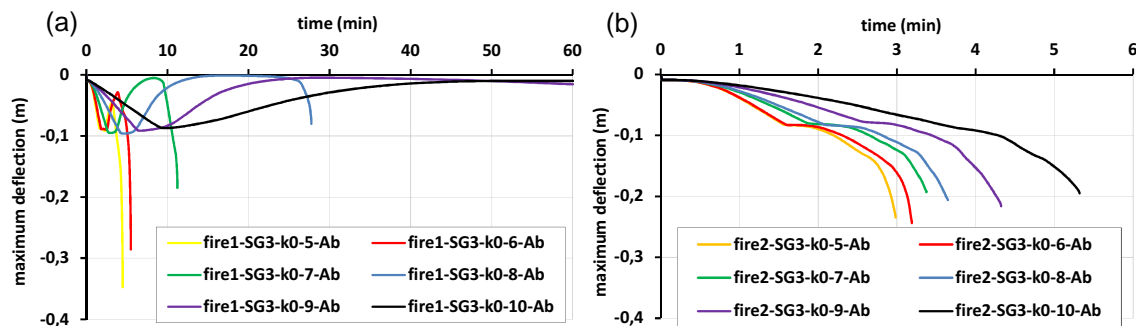 (a)
time (min)
0 10 20 30 40 50 60
0
-0,1
-0,2
-0,3
-0,4
maximum deflection (m)
fire1-SG3-k0-5-Ab fire1-SG3-k0-6-Ab
fire1-SG3-k0-7-Ab fire1-SG3-k0-8-Ab
fire1-SG3-k0-9-Ab fire1-SG3-k0-10-Ab
(b)
time (min)
0 1 2 3 4 5 6
0
-0,1
-0,2
-0,3
-0,4
maximum deflection (m)
fire2-SG3-k0-5-Ab fire2-SG3-k0-6-Ab
fire2-SG3-k0-7-Ab fire2-SG3-k0-8-Ab
fire2-SG3-k0-9-Ab fire2-SG3-k0-10-Ab